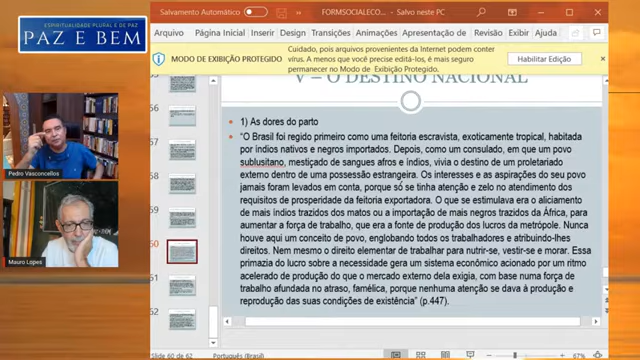 ESPIRITUALIDADE PLURAL E DE PAZ
PAZ E BEM
Pedro Vasconcellos
Mauro Lopes
Salvamento Automático
FORMSOCIALECO... • Salvo neste PC
Arquivo
Página Inicial
Inserir
Design
Transições
Animações
Apresentação de
Revisão
Exibir
Ajuda
MODO DE EXIBIÇÃO PROTEGIDO
Cuidado, pois arquivos provenientes da Internet podem conter
vírus. A menos que você precise editá-los, é mais seguro
permanecer no Modo de Exibição Protegido.
Habilitar Edição
V – O DESTINO NACIONAL
1) As dores do parto
“O Brasil foi regido primeiro como uma feitoria escravista, exoticamente tropical, habitada
por índios nativos e negros importados. Depois, como um consulado, em que um povo
sublusitano, mestiçado de sangues afros e índios, vivia o destino de um proletariado
externo dentro de uma possessão estrangeira. Os interesses e as aspirações do seu povo
jamais foram levados em conta, porque só se tinha atenção e zelo no atendimento dos
requisitos de prosperidade da feitoria exportadora. O que se estimulava era o aliciamento
de mais índios trazidos dos matos ou a importação de mais negros trazidos da África, para
aumentar a força de trabalho, que era a fonte de produção dos lucros da metrópole. Nunca
houve aqui um conceito de povo, englobando todos os trabalhadores e atribuindo-lhes
direitos. Nem mesmo o direito elementar de trabalhar para nutrir-se, vestir-se e morar. Essa
primazia do lucro sobre a necessidade gera um sistema econômico acionado por um ritmo
acelerado de produção do que o mercado externo dela exigia, com base numa força de
trabalho afundada no atraso, famélica, porque nenhuma atenção se dava à produção e
reprodução das suas condições de existência” (p.447).
56
57
58
59
60
61
62
Slide 60 de 62
Português (Brasil)
67%